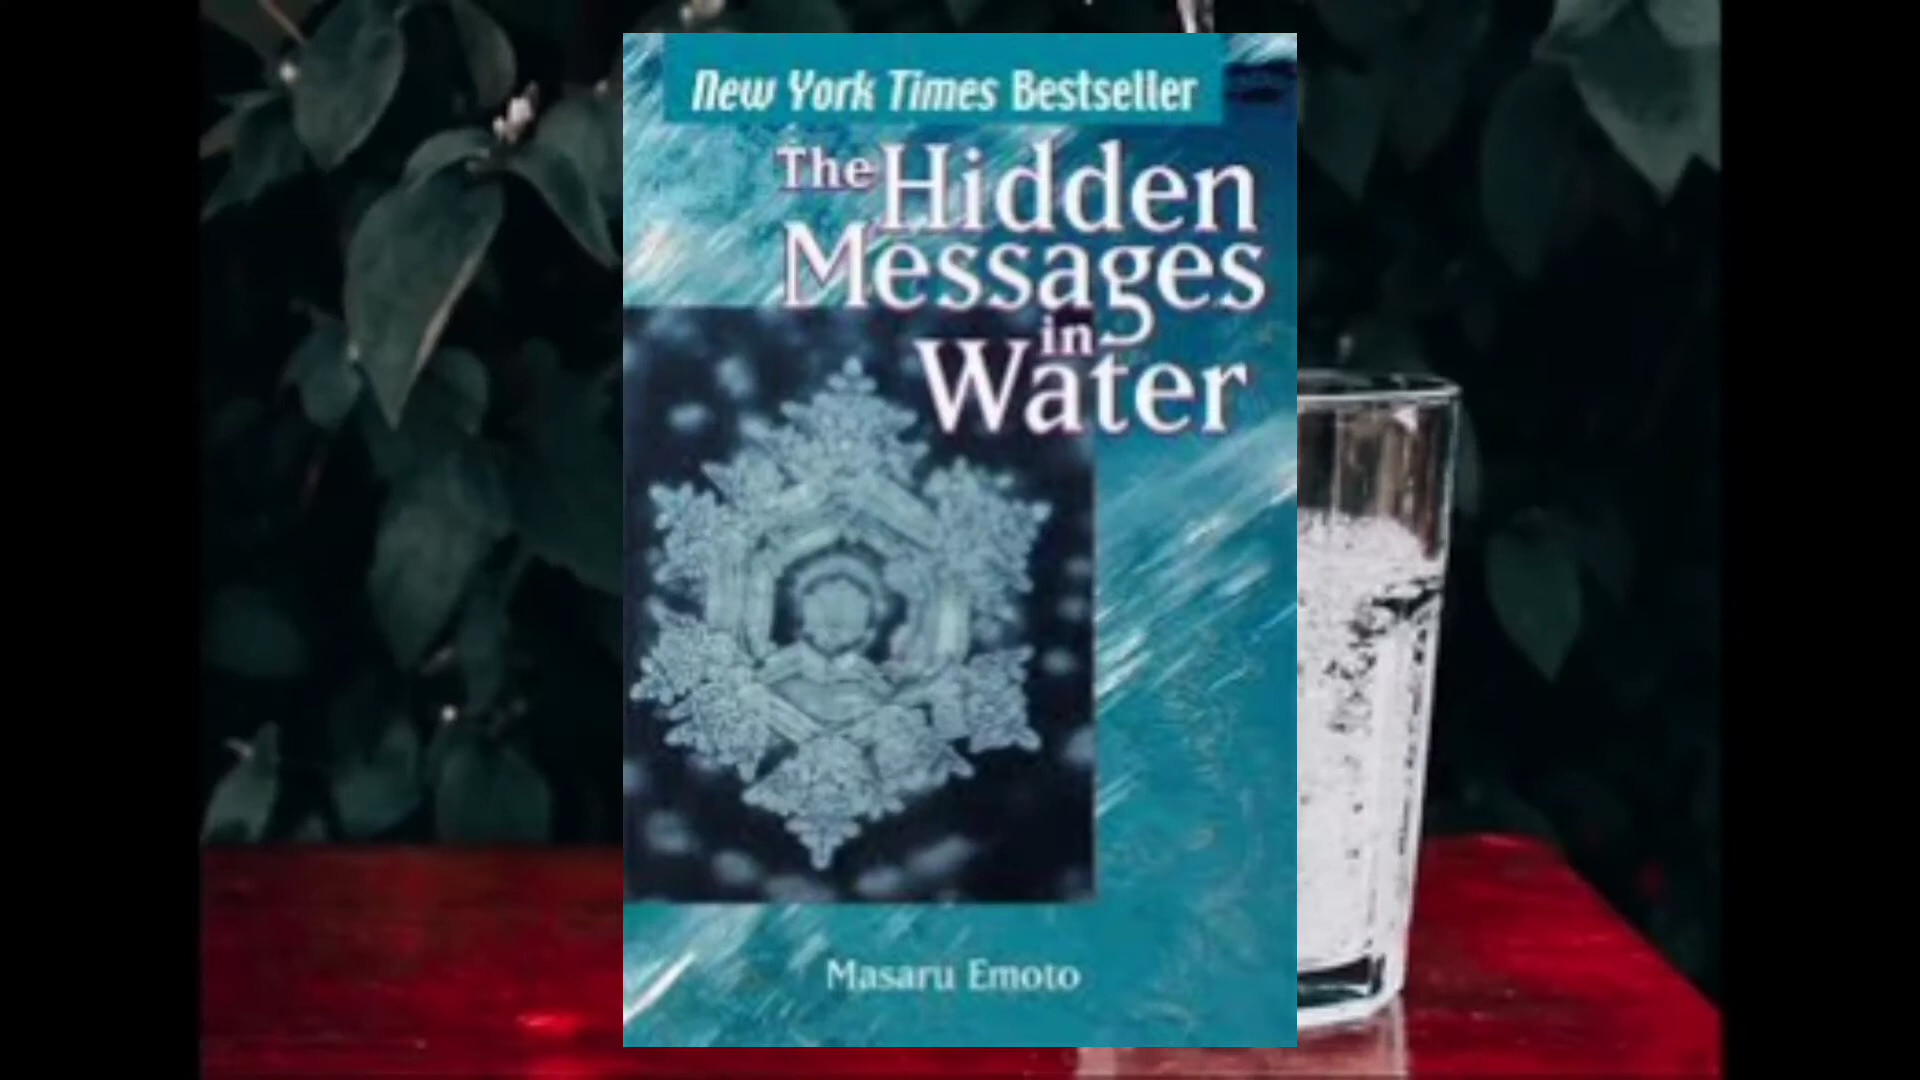 New York Times Bestseller
The Hidden
Messages
in
Water
Masaru Emoto